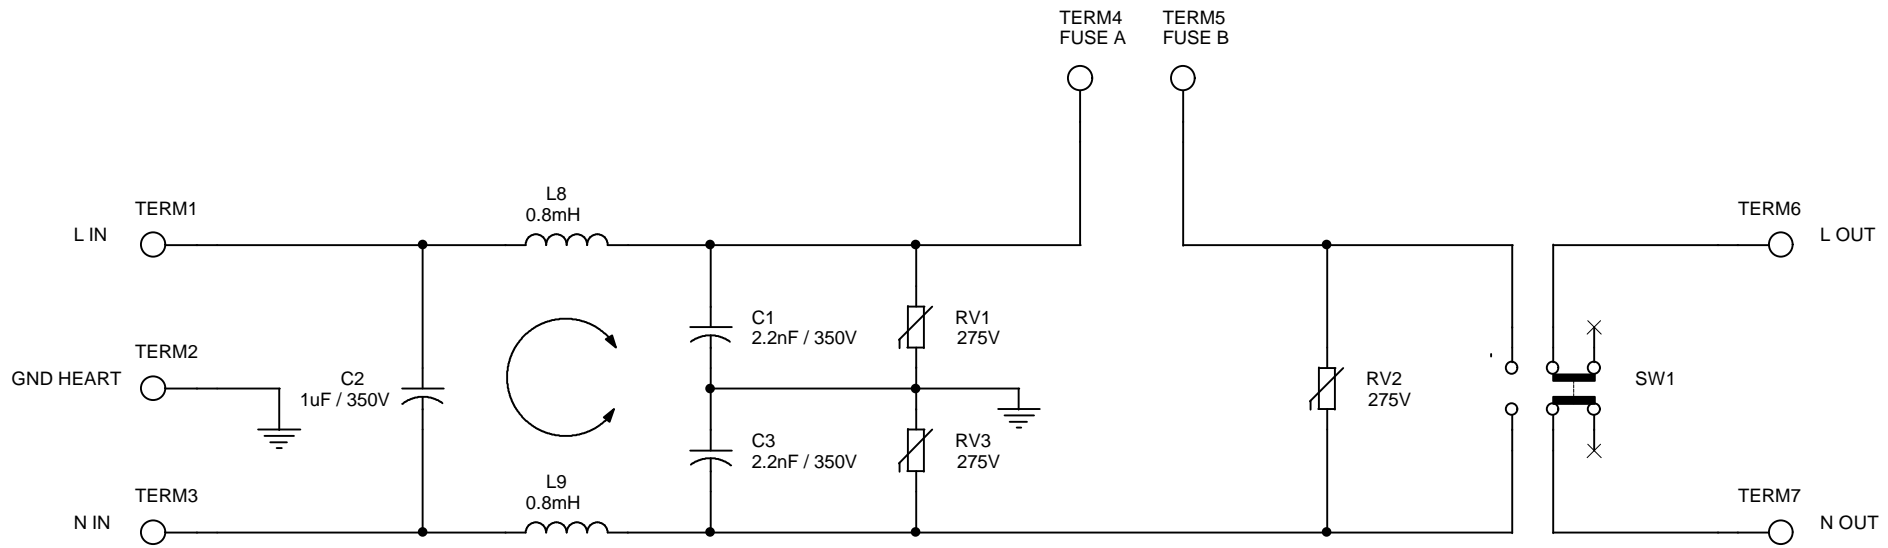 TERM4
FUSE A
TERM5
FUSE B
TERM1
L IN
L8
0.8mH
TERM6
L OUT
C1
2.2nF / 350V
RV1
275V
TERM2
GND HEART
C2
1uF / 350V
RV2
275V
SW1
C3
2.2nF / 350V
RV3
275V
TERM3
N IN
L9
0.8mH
TERM7
N OUT